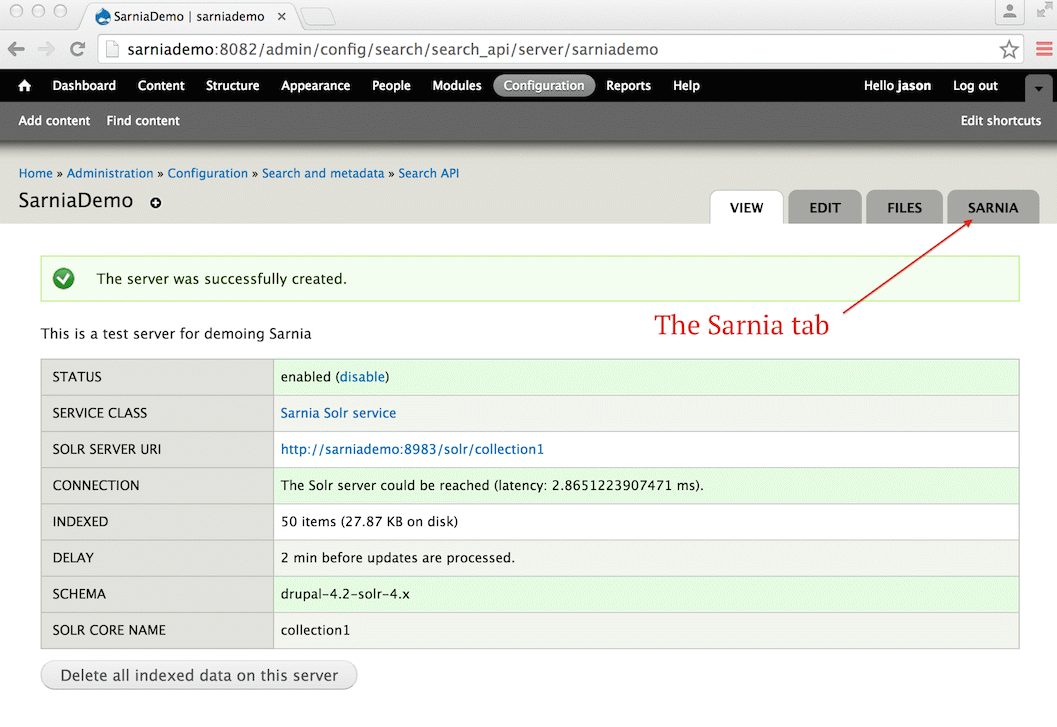 SarniaDemo | sarniademo
sarniademo:8082/admin/config/search/search_api/server/sarniademo
Dashboard Content Structure Appearance People Modules Configuration Reports Help Hello jason Log out
Add content Find content Edit shortcuts
Home » Administration » Configuration » Search and metadata » Search API
SarniaDemo
VIEW EDIT FILES SARNIA
The server was successfully created.
The Sarnia tab
This is a test server for demoing Sarnia
STATUS enabled (disable)
SERVICE CLASS Sarnia Solr service
SOLR SERVER URI http://sarniademo:8983/solr/collection1
CONNECTION The Solr server could be reached (latency: 2.8651223907471 ms).
INDEXED 50 items (27.87 KB on disk)
DELAY 2 min before updates are processed.
SCHEMA drupal-4.2-solr-4.x
SOLR CORE NAME collection1
Delete all indexed data on this server